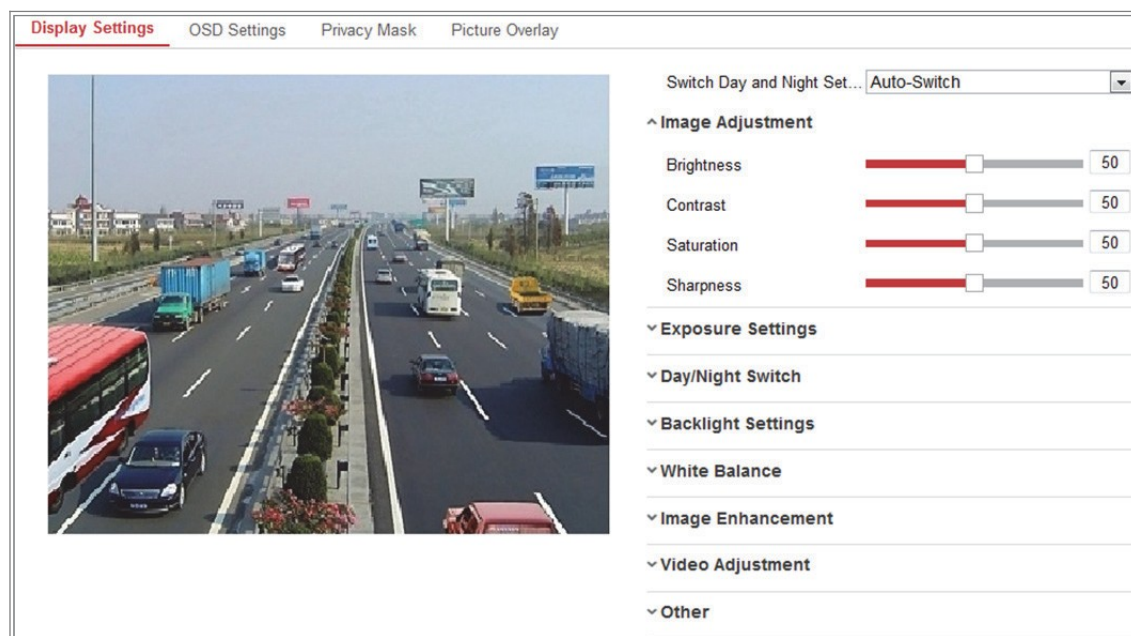 Display Settings OSD Settings Privacy Mask Picture Overlay
Switch Day and Night Set... Auto-Switch
Image Adjustment
Brightness 50
Contrast 50
Saturation 50
Sharpness 50
Exposure Settings
Day/Night Switch
Backlight Settings
White Balance
Image Enhancement
Video Adjustment
Other